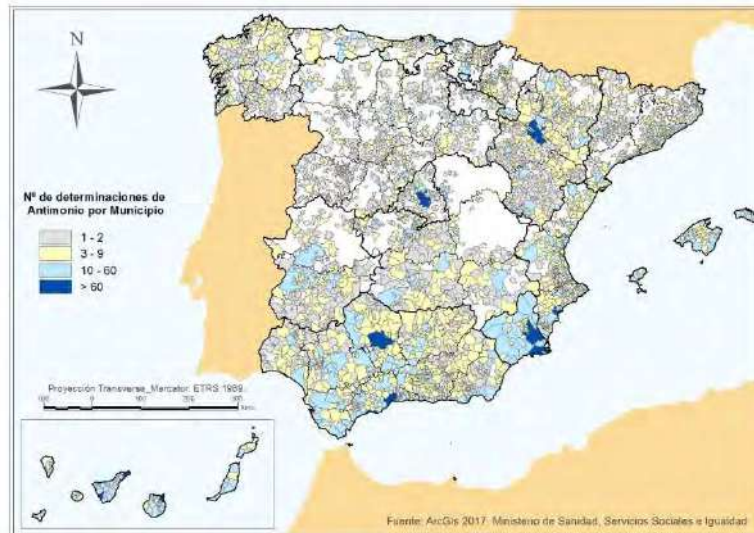 N
Nº de determinaciones de
Antimonio por Municipio
1 - 2
3 - 9
10 - 60
> 60
Proyección Transverse_Mercator. ETRS 1989.
Fuente: ArcGis 2017. Ministerio de Sanidad, Servicios Sociales e Igualdad